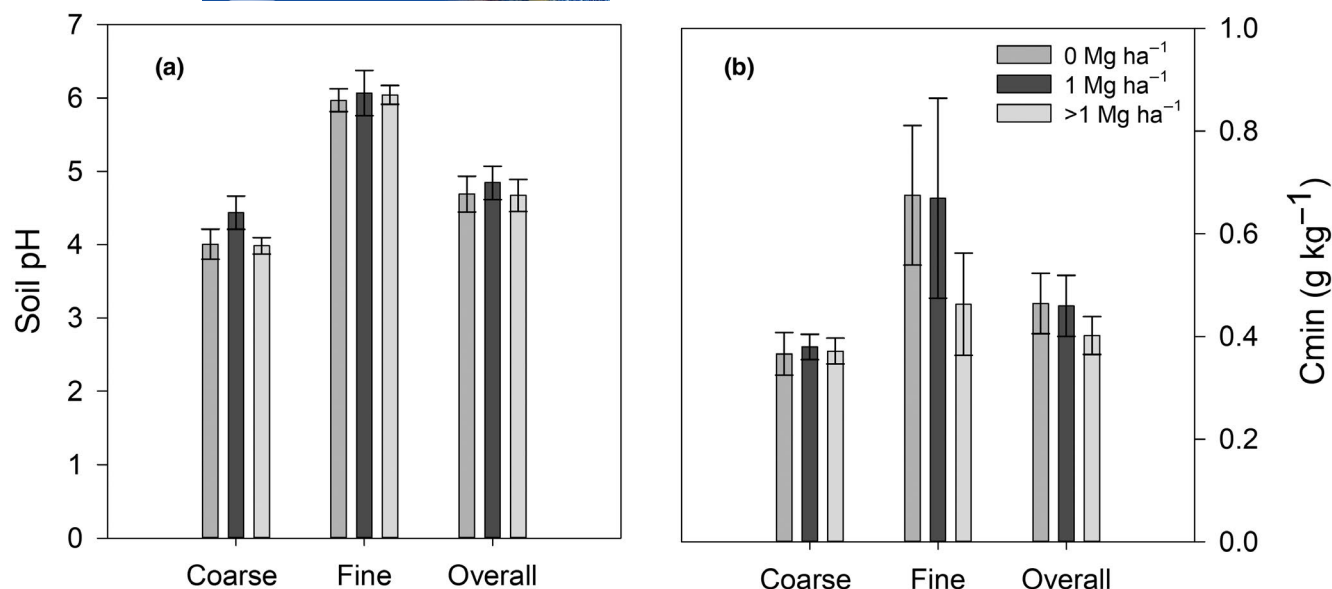 (a)
7
6
5
4
3
2
1
0
Soil pH
Coarse Fine Overall
(b)
0 Mg ha⁻¹
1 Mg ha⁻¹
>1 Mg ha⁻¹
1.0
0.8
0.6
0.4
0.2
0.0
Cmin (g kg⁻¹)
Coarse Fine Overall